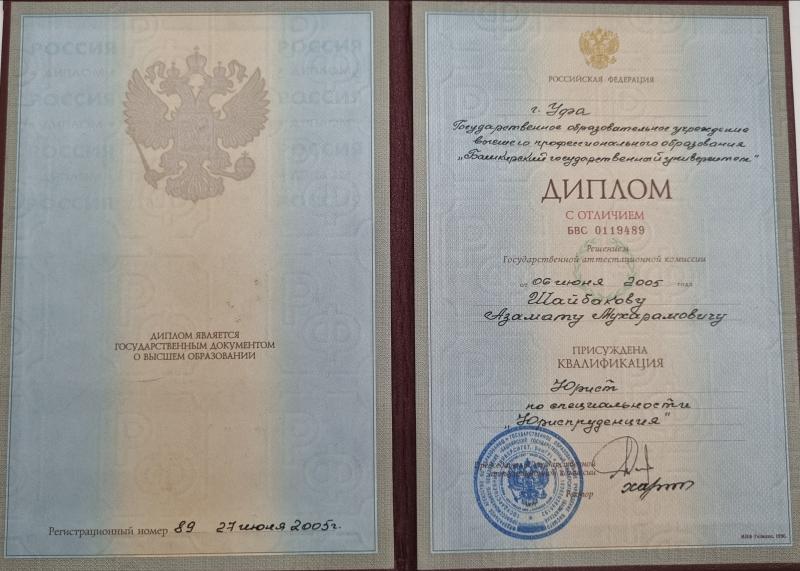 ДИПЛОМ ЯВЛЯЕТСЯ
ГОСУДАРСТВЕННЫМ ДОКУМЕНТОМ
О ВЫСШЕМ ОБРАЗОВАНИИ
Регистрационный номер 89 27 июня 2005г.
РОССИЙСКАЯ ФЕДЕРАЦИЯ
г. Уфа
Государственное образовательное учреждение
высшего профессионального образования
„Башкирский государственный университет"
ДИПЛОМ
С ОТЛИЧИЕМ
БВС 0119489
Решением
Государственной аттестационной комиссии
от 06 июня 2005 года
Шайбакову
Азамату Мухарамовичу
ПРИСУЖДЕНА
КВАЛИФИКАЦИЯ
Юрист
по специальности
„Юриспруденция"
Ректор